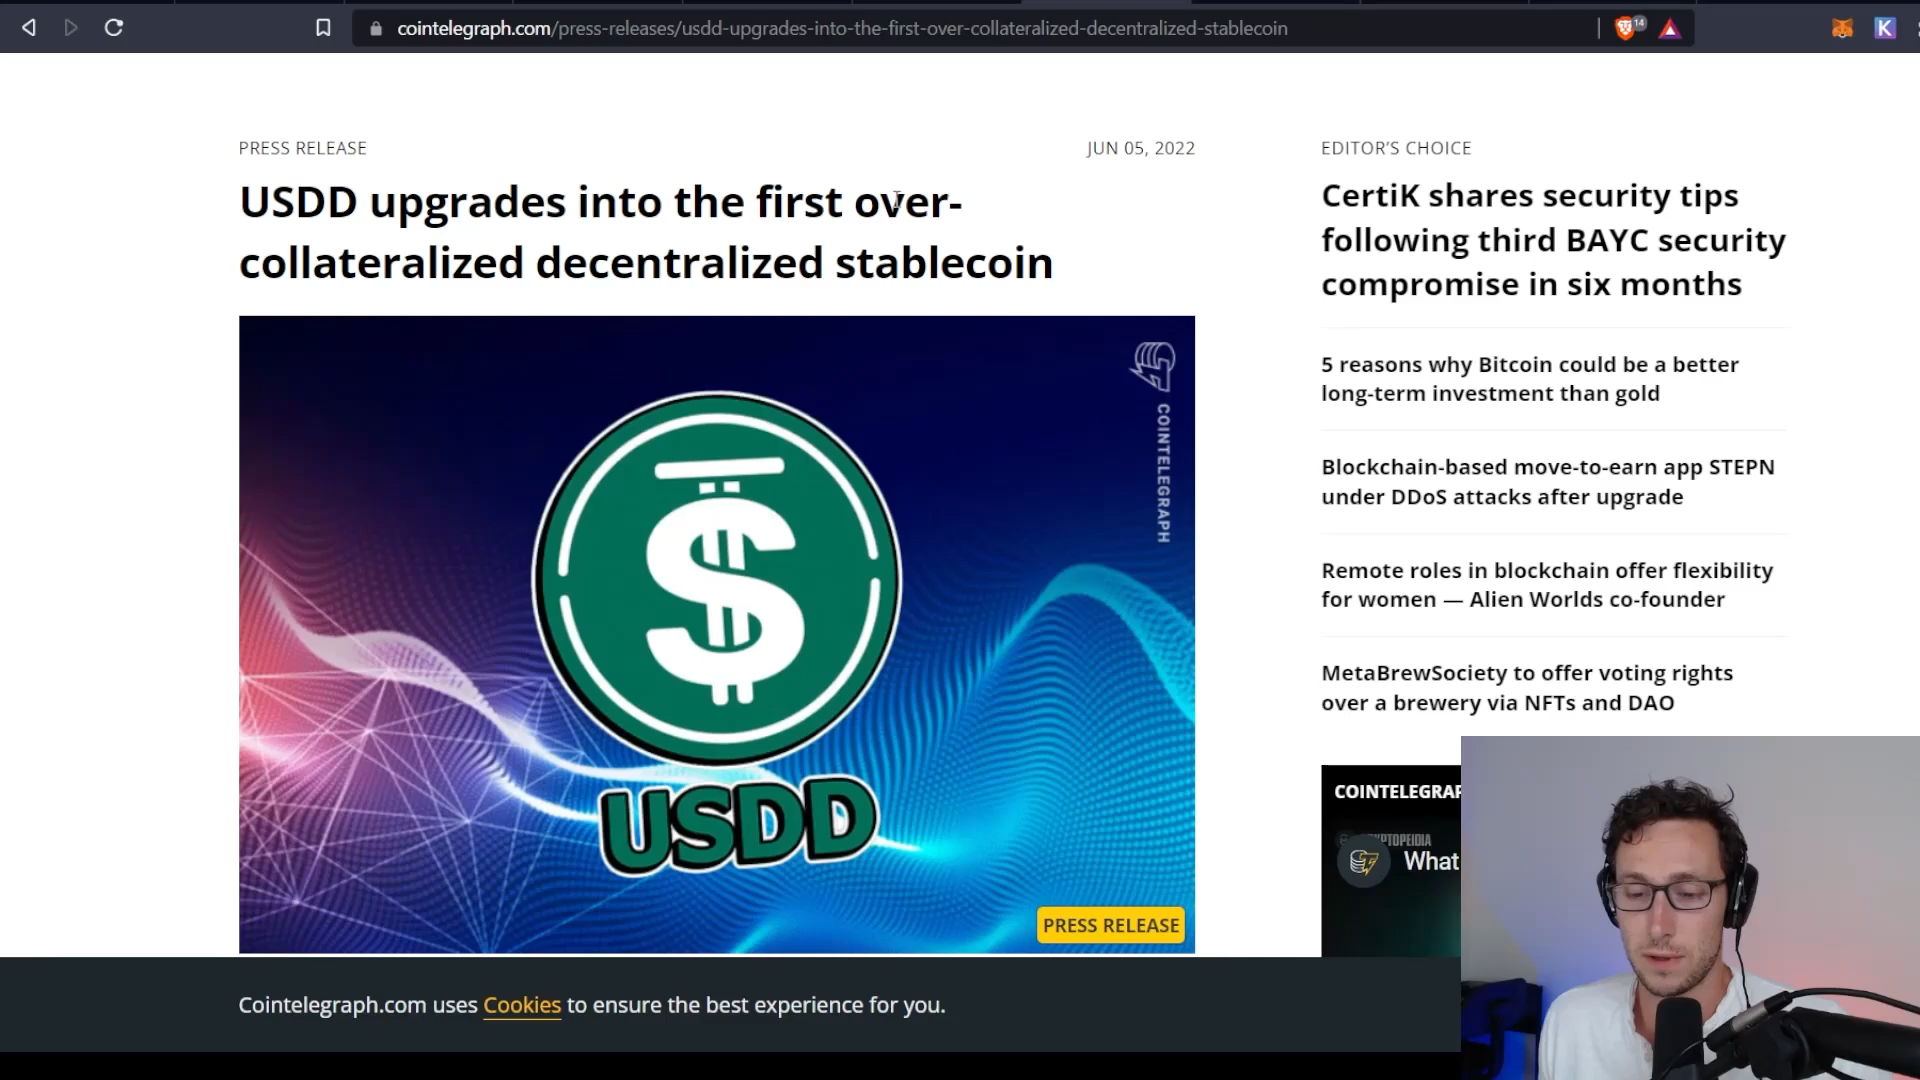 cointelegraph.com/press-releases/usdd-upgrades-into-the-first-over-collateralized-decentralized-stablecoin
14
K
PRESS RELEASE
JUN 05, 2022
USDD upgrades into the first over-
collateralized decentralized stablecoin
COINTELEGRAPH
USDD
PRESS RELEASE
EDITOR'S CHOICE
CertiK shares security tips
following third BAYC security
compromise in six months
5 reasons why Bitcoin could be a better
long-term investment than gold
Blockchain-based move-to-earn app STEPN
under DDoS attacks after upgrade
Remote roles in blockchain offer flexibility
for women — Alien Worlds co-founder
MetaBrewSociety to offer voting rights
over a brewery via NFTs and DAO
COINTELEGRAP
What
Cointelegraph.com uses Cookies to ensure the best experience for you.